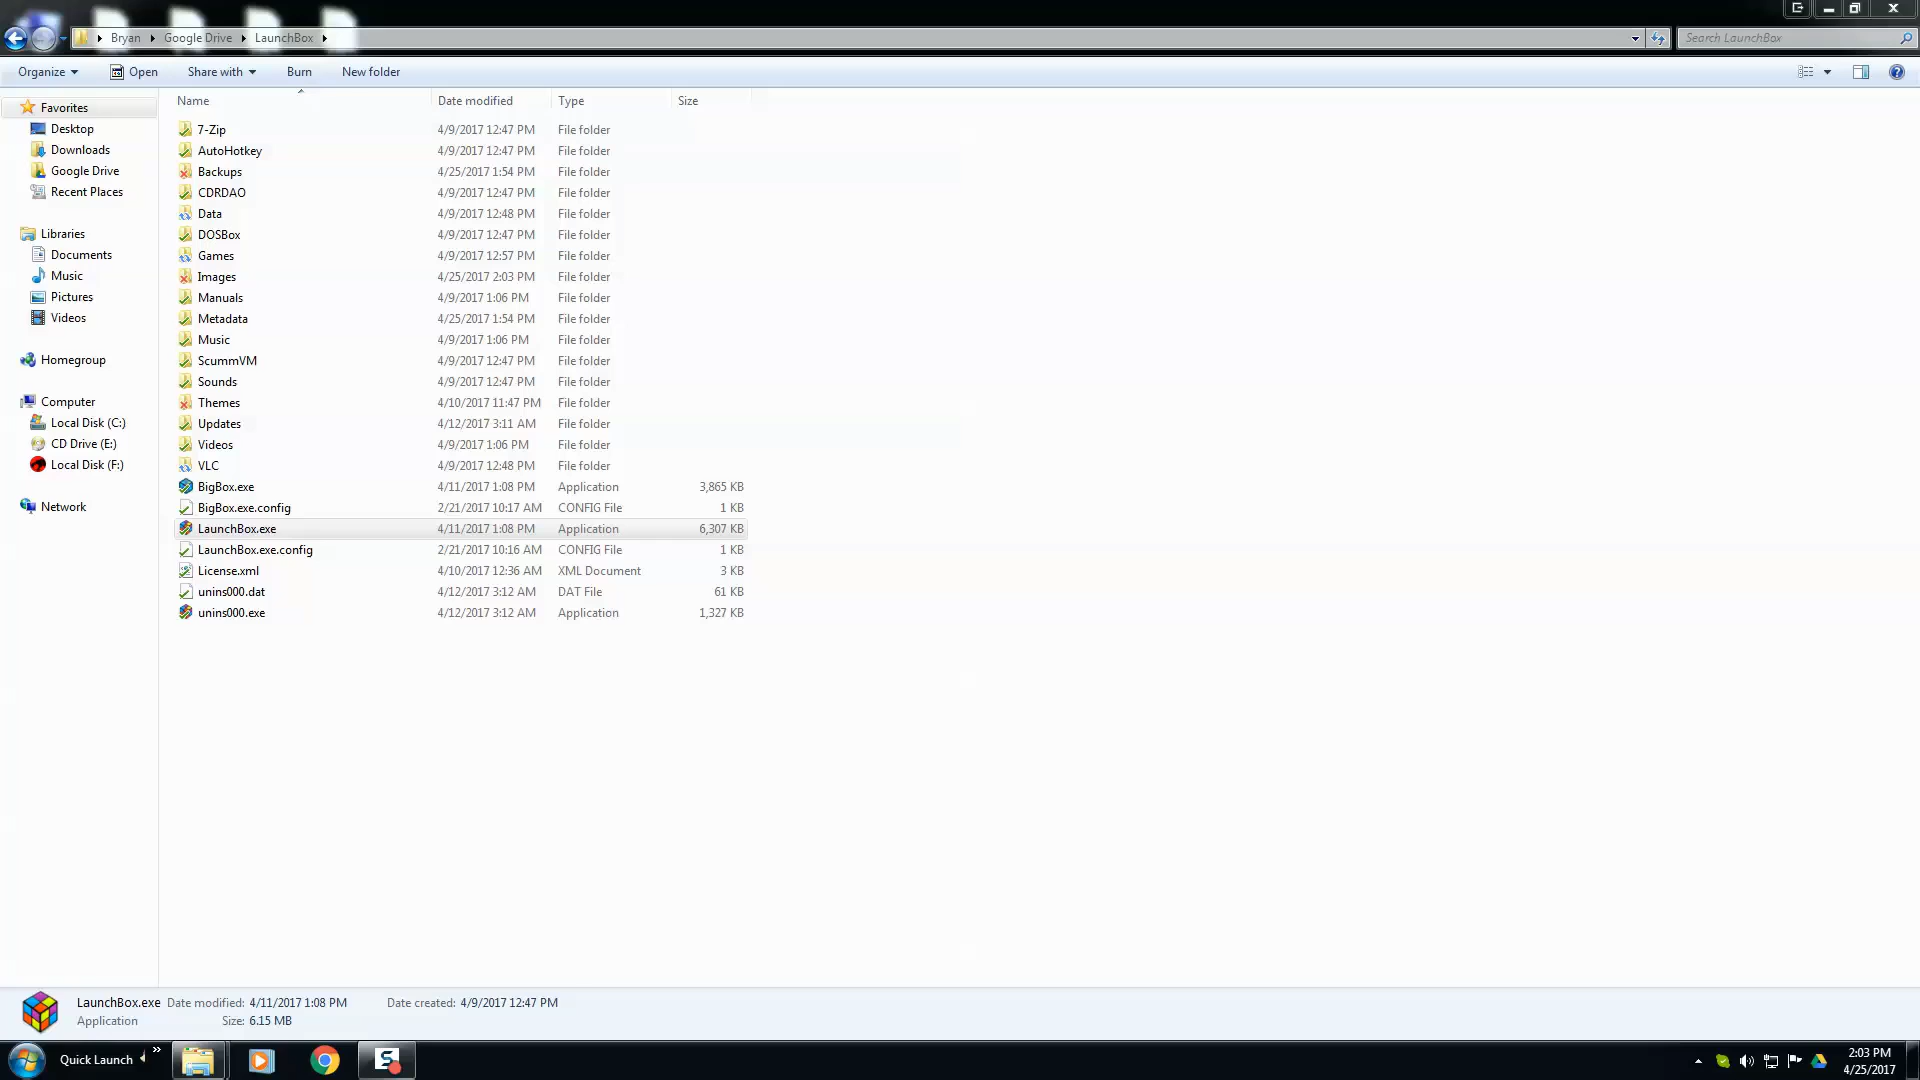 Bryan Google Drive LaunchBox
Search LaunchBox
Organize Open Share with Burn New folder
Name Date modified Type Size
Favorites
Desktop
Downloads
Google Drive
Recent Places
Libraries
Documents
Music
Pictures
Videos
Homegroup
Computer
Local Disk (C:)
CD Drive (E:)
Local Disk (F:)
Network
7-Zip 4/9/2017 12:47 PM File folder
AutoHotkey 4/9/2017 12:47 PM File folder
Backups 4/25/2017 1:54 PM File folder
CDRDAO 4/9/2017 12:47 PM File folder
Data 4/9/2017 12:48 PM File folder
DOSBox 4/9/2017 12:47 PM File folder
Games 4/9/2017 12:57 PM File folder
Images 4/25/2017 2:03 PM File folder
Manuals 4/9/2017 1:06 PM File folder
Metadata 4/25/2017 1:54 PM File folder
Music 4/9/2017 1:06 PM File folder
ScummVM 4/9/2017 12:47 PM File folder
Sounds 4/9/2017 12:47 PM File folder
Themes 4/10/2017 11:47 PM File folder
Updates 4/12/2017 3:11 AM File folder
Videos 4/9/2017 1:06 PM File folder
VLC 4/9/2017 12:48 PM File folder
BigBox.exe 4/11/2017 1:08 PM Application 3,865 KB
BigBox.exe.config 2/21/2017 10:17 AM CONFIG File 1 KB
LaunchBox.exe 4/11/2017 1:08 PM Application 6,307 KB
LaunchBox.exe.config 2/21/2017 10:16 AM CONFIG File 1 KB
License.xml 4/10/2017 12:36 AM XML Document 3 KB
unins000.dat 4/12/2017 3:12 AM DAT File 61 KB
unins000.exe 4/12/2017 3:12 AM Application 1,327 KB
LaunchBox.exe Date modified: 4/11/2017 1:08 PM Date created: 4/9/2017 12:47 PM
Application Size: 6.15 MB
Quick Launch
2:03 PM
4/25/2017